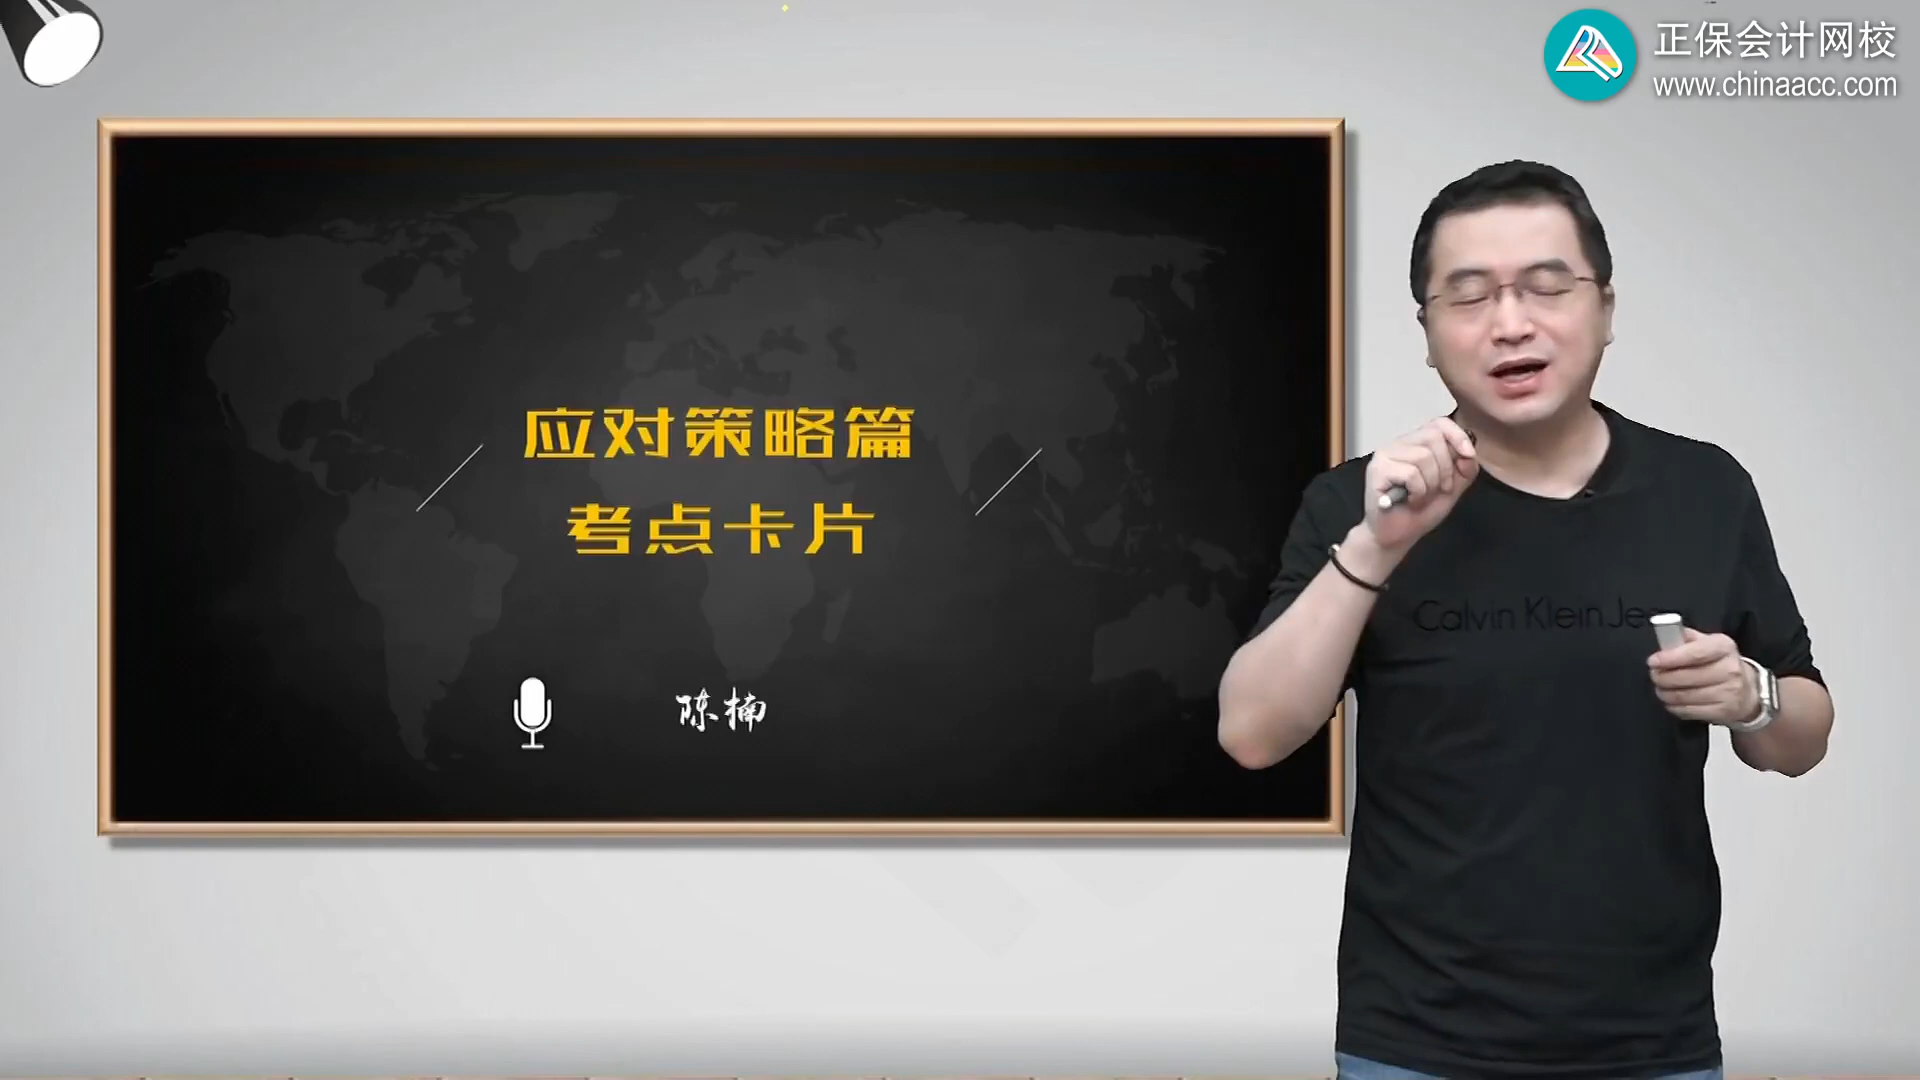 正保会计网校
www.chinaacc.com
应对策略篇
考点卡片
陈楠
Calvin Klein Je